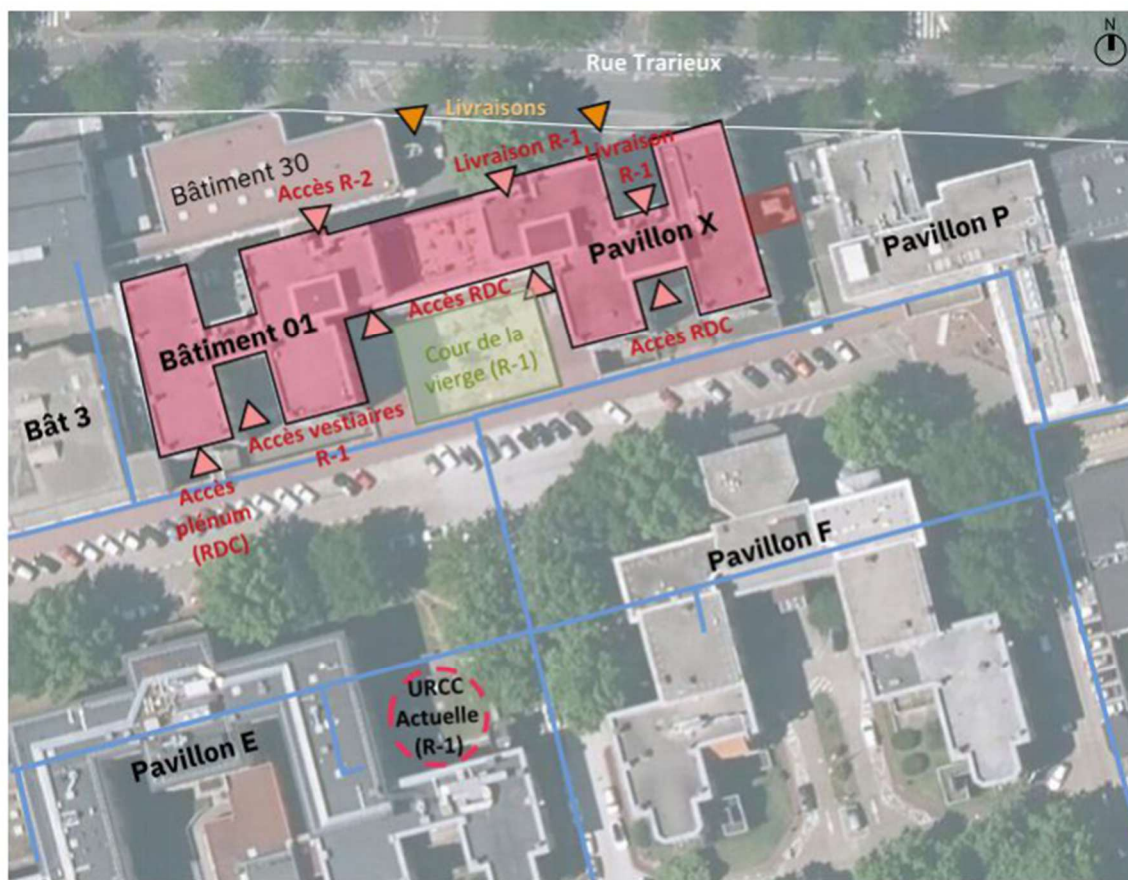 N
Rue Trarieux
Livraisons
Livraison R-1
Livraison
R-1
Bâtiment 30
Accès R-2
Pavillon X
Pavillon P
Accès RDC
Accès RDC
Bâtiment 01
Cour de la
vierge (R-1)
Bât 3
Accès vestiaires
R-1
Accès
plénum
(RDC)
Pavillon F
URCC
Actuelle
(R-1)
Pavillon E